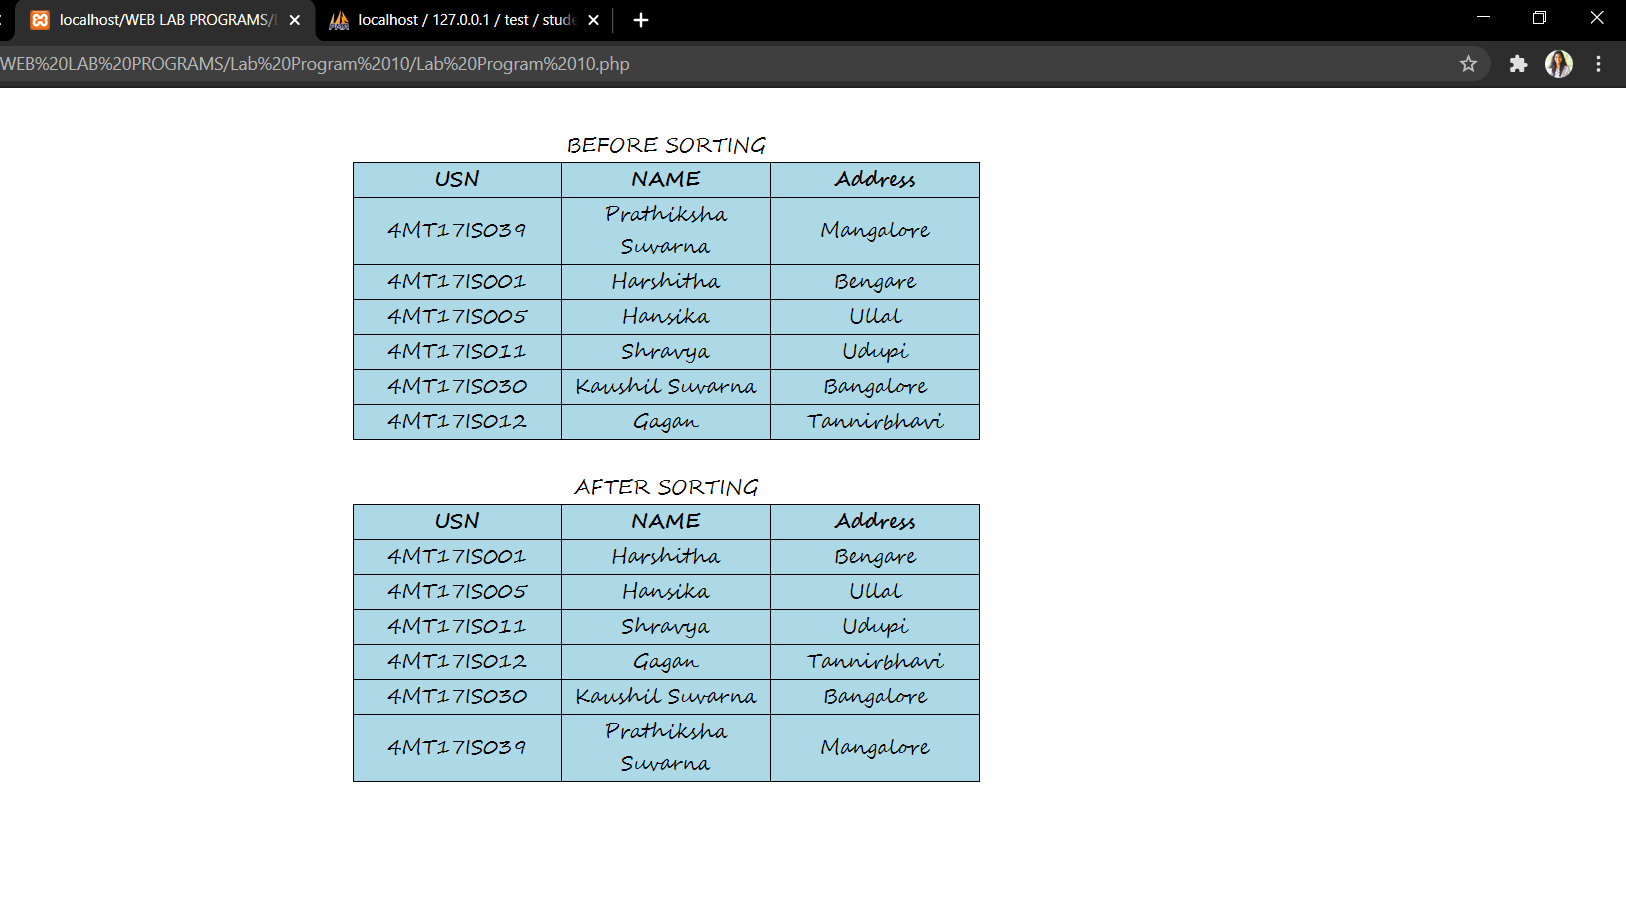 localhost/WEB LAB PROGRAMS/ localhost / 127.0.0.1 / test / stude
WEB%20LAB%20PROGRAMS/Lab%20Program%2010/Lab%20Program%2010.php
BEFORE SORTING
USN NAME Address
4MT17IS039 Prathiksha Suvarna Mangalore
4MT17IS001 Harshitha Bengare
4MT17IS005 Hansika Ullal
4MT17IS011 Shravya Udupi
4MT17IS030 Kaushil Suvarna Bangalore
4MT17IS012 Gagan Tannirbhavi
AFTER SORTING
USN NAME Address
4MT17IS001 Harshitha Bengare
4MT17IS005 Hansika Ullal
4MT17IS011 Shravya Udupi
4MT17IS012 Gagan Tannirbhavi
4MT17IS030 Kaushil Suvarna Bangalore
4MT17IS039 Prathiksha Suvarna Mangalore